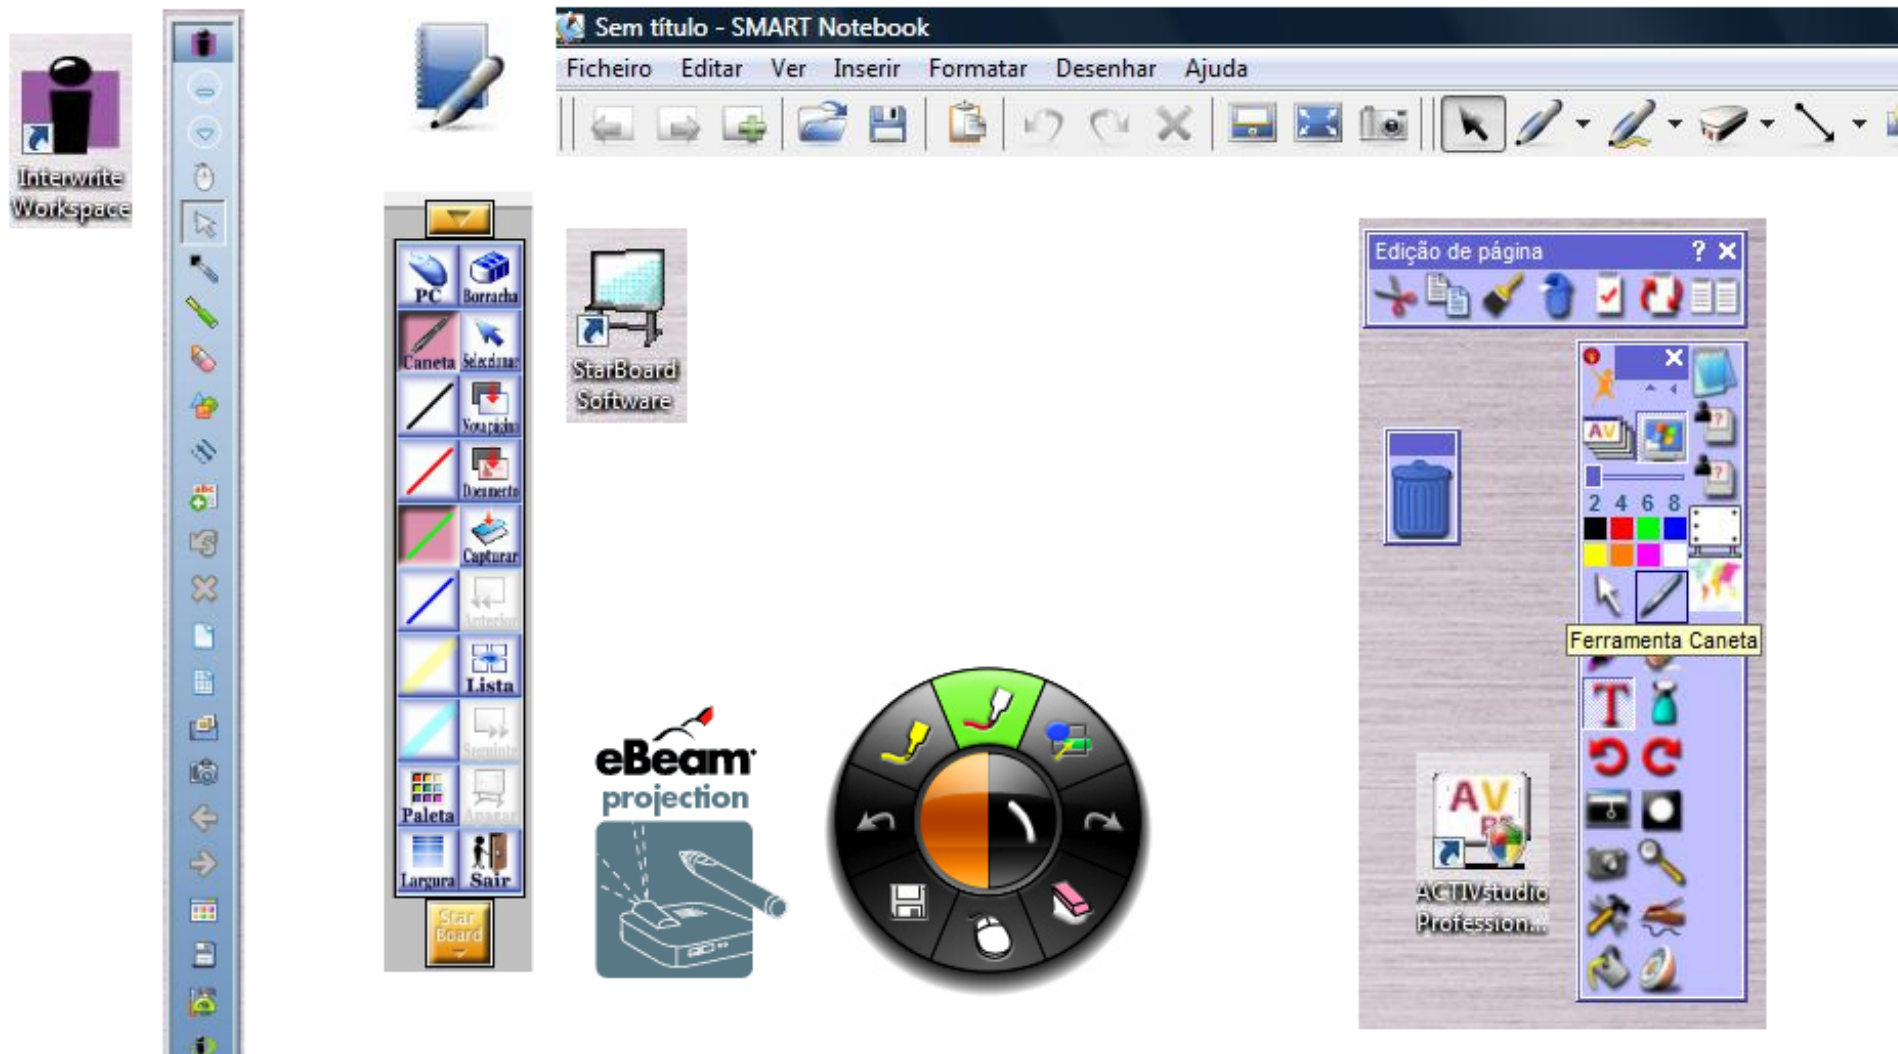 Interwrite
Workspace
Sem título - SMART Notebook
Ficheiro Editar Ver Inserir Formatar Desenhar Ajuda
PC Borracha
Caneta Seleccionar
Nova página
Documento
Capturar
Anterior
Lista
Seguinte
Paleta Apagar
Largura Sair
Star
Board
StarBoard
Software
eBeam
projection
Edição de página ? X
AV
2 4 6 8
Ferramenta Caneta
T
AV
ACTIVstudio
Profession...